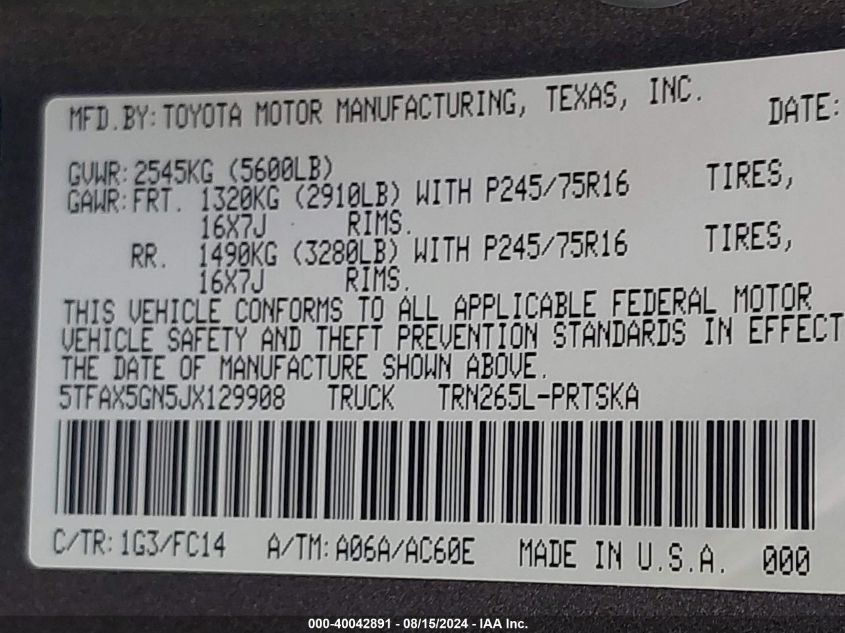 MFD.BY: TOYOTA MOTOR MANUFACTURING, TEXAS, INC. DATE:
GVWR: 2545KG (5600LB)
GAWR: FRT. 1320KG (2910LB) WITH P245/75R16 TIRES,
16X7J RIMS.
RR. 1490KG (3280LB) WITH P245/75R16 TIRES,
16X7J RIMS.
THIS VEHICLE CONFORMS TO ALL APPLICABLE FEDERAL MOTOR
VEHICLE SAFETY AND THEFT PREVENTION STANDARDS IN EFFECT
THE DATE OF MANUFACTURE SHOWN ABOVE.
5TFAX5GN5JX129908 TRUCK TRN265L-PRTSKA
C/TR: 1G3/FC14 A/TM: A06A/AC60E MADE IN U.S.A. 000
000-40042891 - 08/15/2024 - IAA Inc.